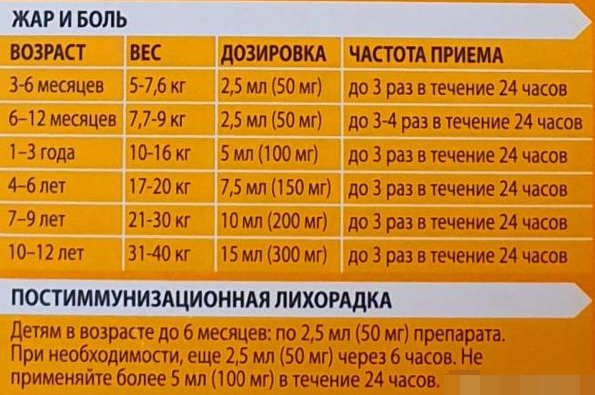 ЖАР И БОЛЬ
ВОЗРАСТ ВЕС ДОЗИРОВКА ЧАСТОТА ПРИЕМА
3-6 месяцев 5-7,6 кг 2,5 мл (50 мг) до 3 раз в течение 24 часов
6–12 месяцев 7,7-9 кг 2,5 мл (50 мг) до 3-4 раз в течение 24 часов
1–3 года 10-16 кг 5 мл (100 мг) до 3 раз в течение 24 часов
4–6 лет 17-20 кг 7,5 мл (150 мг) до 3 раз в течение 24 часов
7–9 лет 21-30 кг 10 мл (200 мг) до 3 раз в течение 24 часов
10–12 лет 31-40 кг 15 мл (300 мг) до 3 раз в течение 24 часов
ПОСТИММУНИЗАЦИОННАЯ ЛИХОРАДКА
Детям в возрасте до 6 месяцев: по 2,5 мл (50 мг) препарата.
При необходимости, еще 2,5 мл (50 мг) через 6 часов. Не
применяйте более 5 мл (100 мг) в течение 24 часов.